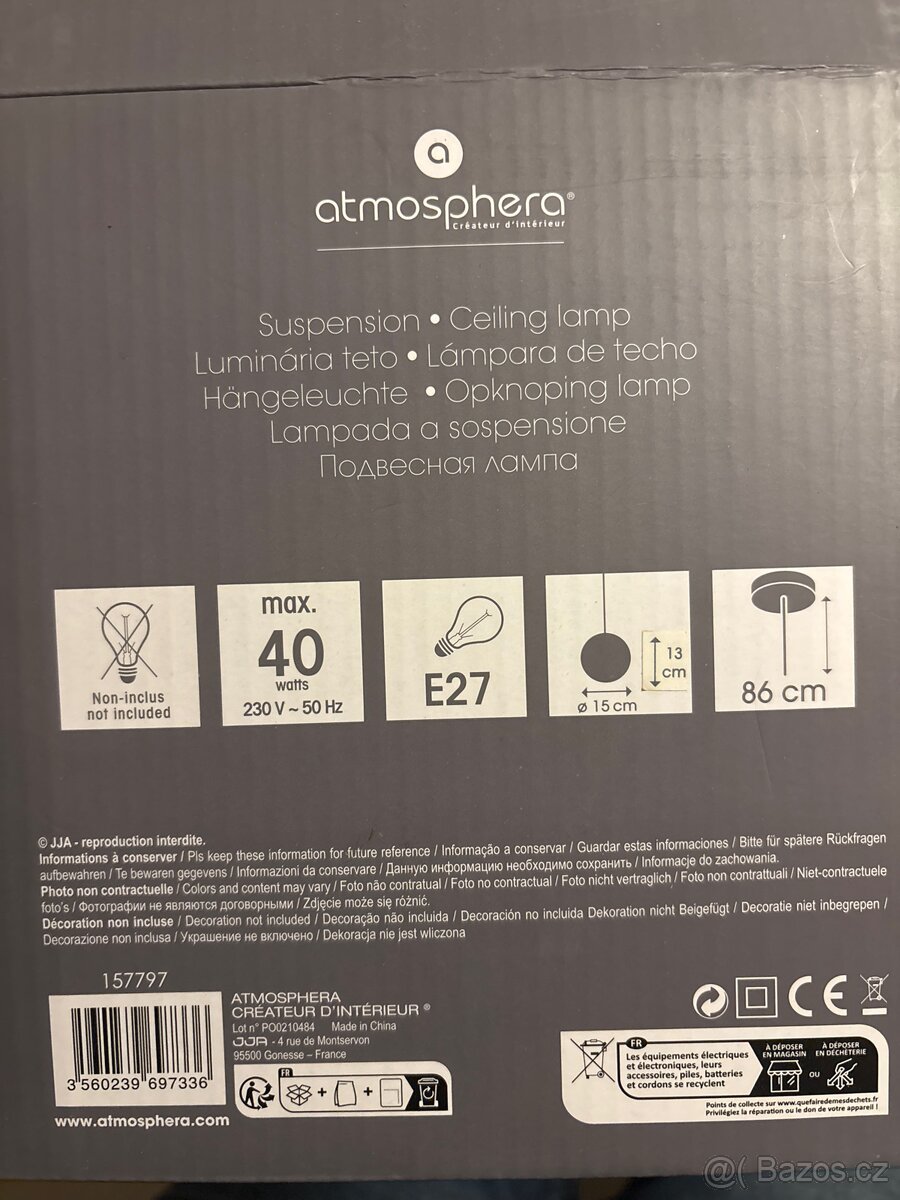 a
atmosphera®
Créateur d'intérieur
Suspension • Ceiling lamp
Luminária teto • Lámpara de techo
Hängeleuchte • Opknoping lamp
Lampada a sospensione
Подвесная лампа
Non-inclus
not included
max.
40
watts
230 V ~ 50 Hz
E27
13
cm
ø 15 cm
86 cm
© JJA - reproduction interdite.
Informations à conserver / Pls keep these information for future reference / Informação a conservar / Guardar estas informaciones / Bitte für spätere Rückfragen
aufbewahren / Te bewaren gegevens / Informazioni da conservare / Данную информацию необходимо сохранить / Informacje do zachowania.
Photo non contractuelle / Colors and content may vary / Foto não contratual / Foto no contractual / Foto nicht vertraglich / Foto non contrattuali / Niet-contractuele
foto's / Фотографии не являются договорными / Zdjęcie może się różnić.
Décoration non incluse / Decoration not included / Decoração não incluida / Decoración no incluida Dekoration nicht Beigefügt / Decoratie niet inbegrepen /
Decorazione non inclusa / Украшение не включено / Dekoracja nie jest wliczona
157797
3 560239 697336
www.atmosphera.com
ATMOSPHERA
CRÉATEUR D'INTÉRIEUR ®
Lot n° PO0210484 Made in China
JJA - 4 rue de Montservon
95500 Gonesse – France
FR
+ +
CE
FR
Les équipements électriques
et électroniques, leurs
accessoires, piles, batteries
et cordons se recyclent
À DÉPOSER
EN MAGASIN
OU
À DÉPOSER
EN DÉCHÈTERIE
Points de collecte sur www.quefairedemesdechets.fr
Privilégiez la réparation ou le don de votre appareil !
@( Bazos.cz